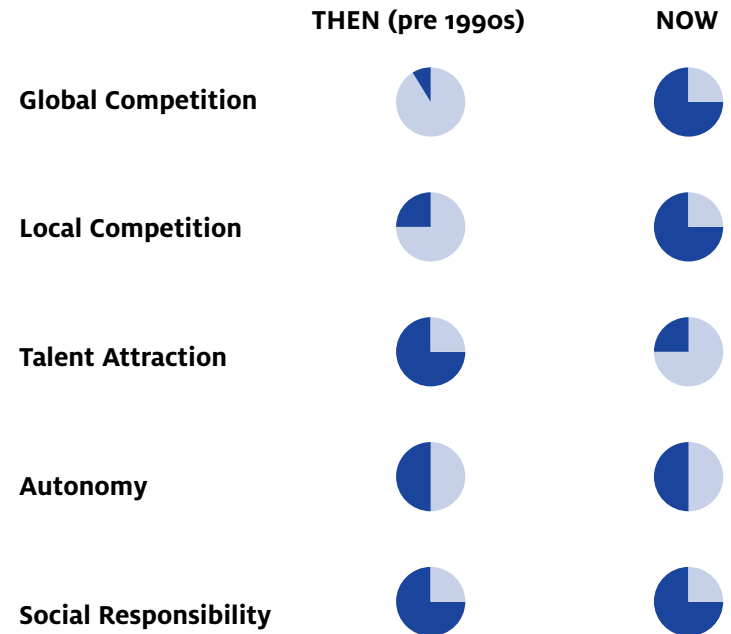 THEN (pre 1990s) NOW
Global Competition
Local Competition
Talent Attraction
Autonomy
Social Responsibility